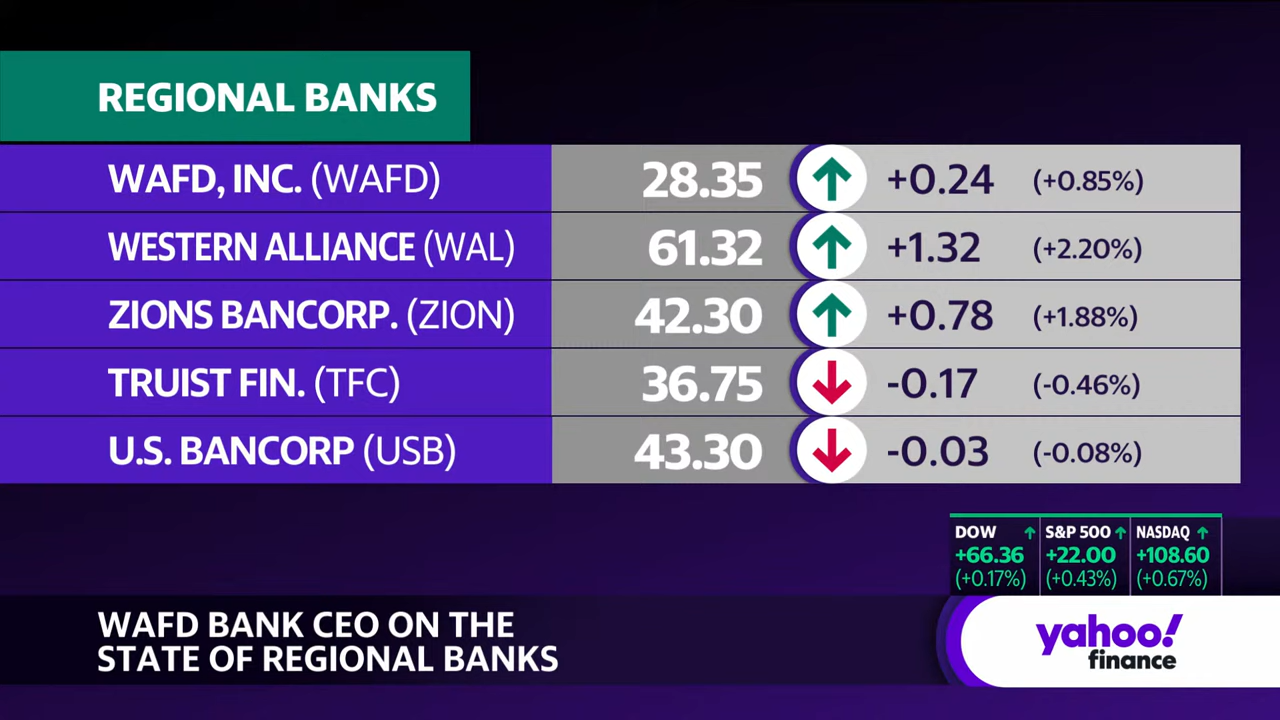 REGIONAL BANKS
WAFD, INC. (WAFD) 28.35 +0.24 (+0.85%)
WESTERN ALLIANCE (WAL) 61.32 +1.32 (+2.20%)
ZIONS BANCORP. (ZION) 42.30 +0.78 (+1.88%)
TRUIST FIN. (TFC) 36.75 -0.17 (-0.46%)
U.S. BANCORP (USB) 43.30 -0.03 (-0.08%)
DOW S&P 500 NASDAQ
+66.36 +22.00 +108.60
(+0.17%) (+0.43%) (+0.67%)
WAFD BANK CEO ON THE
STATE OF REGIONAL BANKS
yahoo!
finance